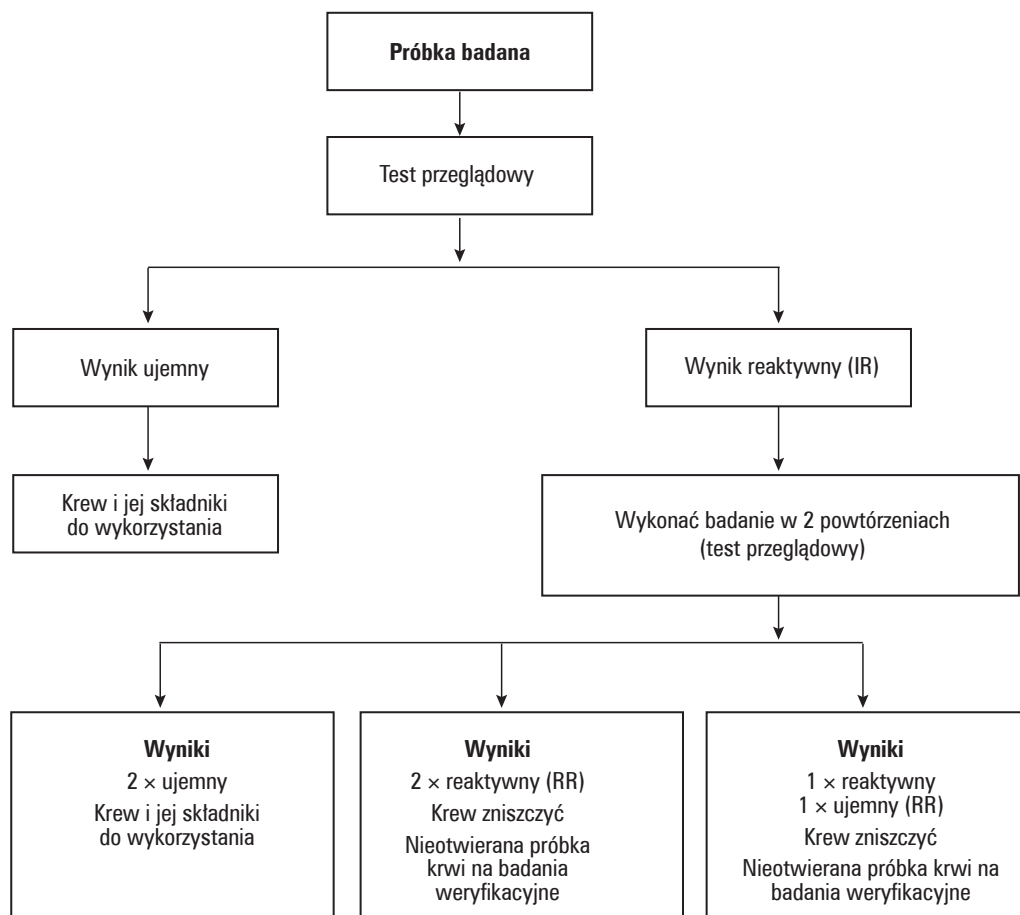 Próbka badana
Test przeglądowy
Wynik ujemny
Wynik reaktywny (IR)
Krew i jej składniki
do wykorzystania
Wykonać badanie w 2 powtórzeniach
(test przeglądowy)
Wyniki
2 × ujemny
Krew i jej składniki
do wykorzystania
Wyniki
2 × reaktywny (RR)
Krew zniszczyć
Nieotwierana próbka
krwi na badania
weryfikacyjne
Wyniki
1 × reaktywny
1 × ujemny (RR)
Krew zniszczyć
Nieotwierana próbka krwi na
badania weryfikacyjne